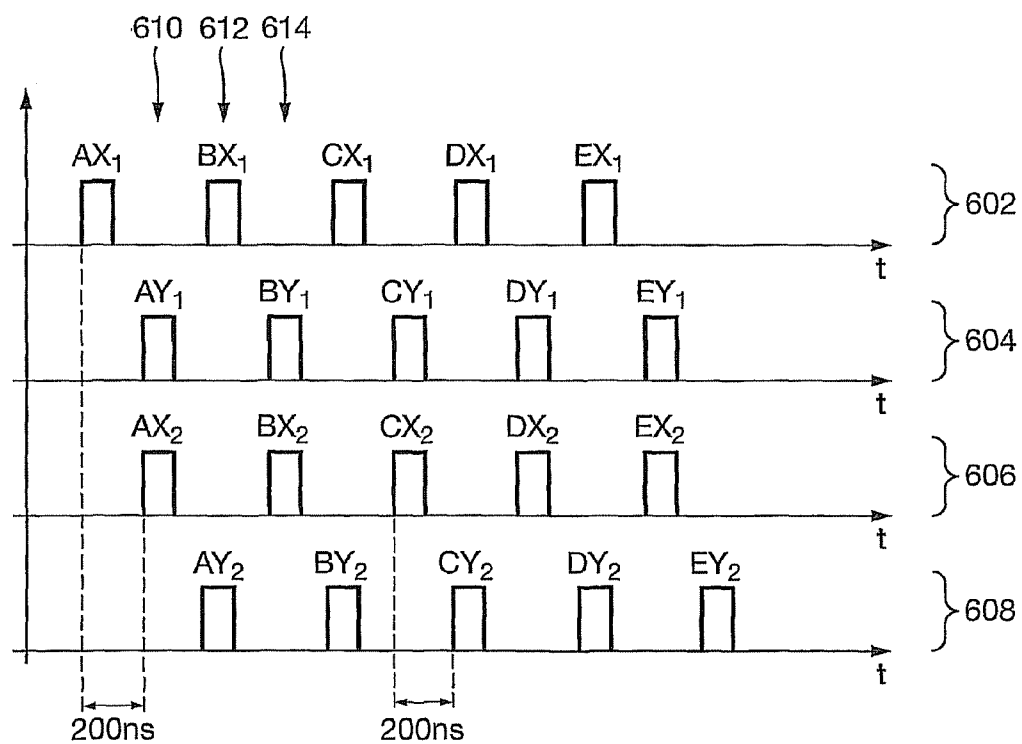 610 612 614
AX₁ BX₁ CX₁ DX₁ EX₁
602
t
AY₁ BY₁ CY₁ DY₁ EY₁
604
t
AX₂ BX₂ CX₂ DX₂ EX₂
606
t
AY₂ BY₂ CY₂ DY₂ EY₂
608
t
200ns 200ns